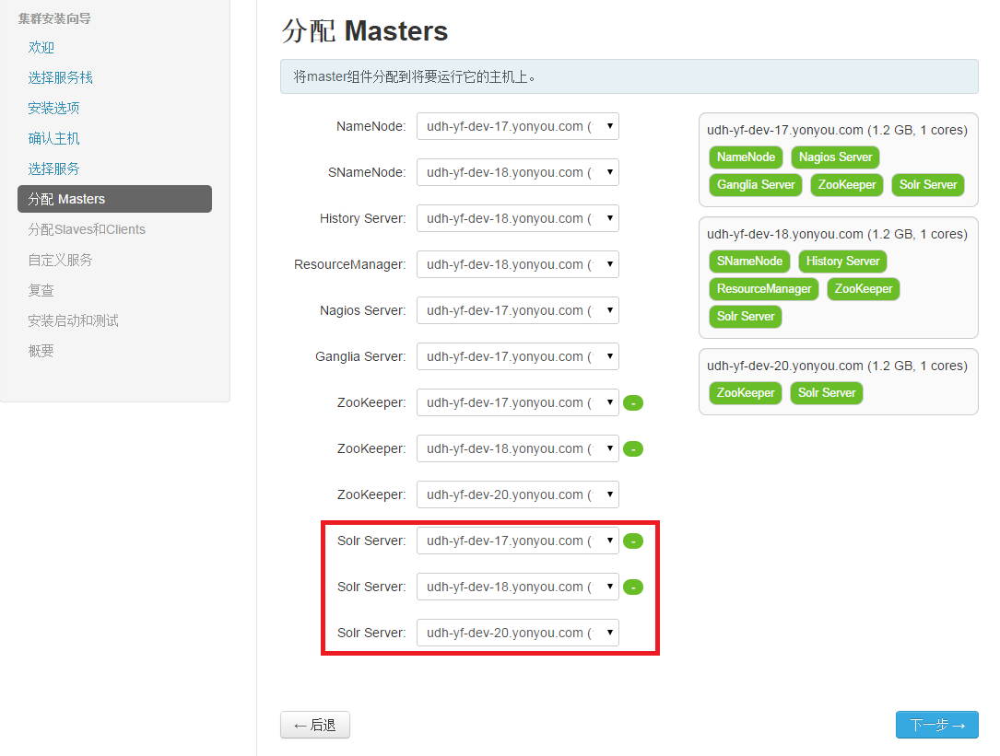 集群安装向导
欢迎
选择服务栈
安装选项
确认主机
选择服务
分配 Masters
分配Slaves和Clients
自定义服务
复查
安装启动和测试
概要
分配 Masters
将master组件分配到将要运行它的主机上。
NameNode: udh-yf-dev-17.yonyou.com (
SNameNode: udh-yf-dev-18.yonyou.com (
History Server: udh-yf-dev-18.yonyou.com (
ResourceManager: udh-yf-dev-18.yonyou.com (
Nagios Server: udh-yf-dev-17.yonyou.com (
Ganglia Server: udh-yf-dev-17.yonyou.com (
ZooKeeper: udh-yf-dev-17.yonyou.com ( -
ZooKeeper: udh-yf-dev-18.yonyou.com ( -
ZooKeeper: udh-yf-dev-20.yonyou.com (
Solr Server: udh-yf-dev-17.yonyou.com ( -
Solr Server: udh-yf-dev-18.yonyou.com ( -
Solr Server: udh-yf-dev-20.yonyou.com (
udh-yf-dev-17.yonyou.com (1.2 GB, 1 cores)
NameNode Nagios Server
Ganglia Server ZooKeeper Solr Server
udh-yf-dev-18.yonyou.com (1.2 GB, 1 cores)
SNameNode History Server
ResourceManager ZooKeeper
Solr Server
udh-yf-dev-20.yonyou.com (1.2 GB, 1 cores)
ZooKeeper Solr Server
← 后退
下一步 →